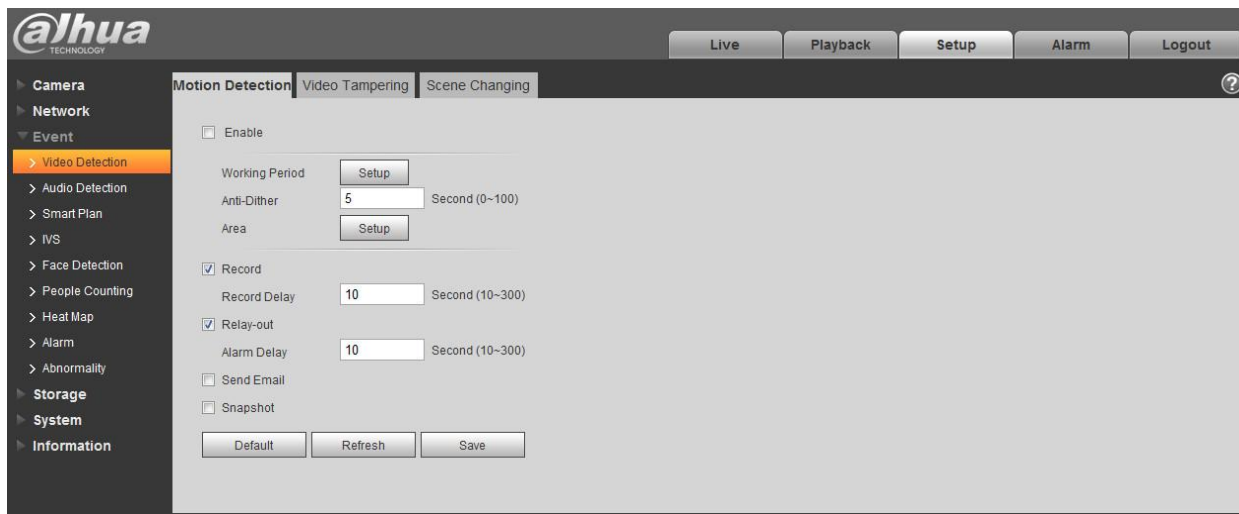 alhua
TECHNOLOGY
Live
Playback
Setup
Alarm
Logout
Camera
Network
Event
Video Detection
Audio Detection
Smart Plan
IVS
Face Detection
People Counting
Heat Map
Alarm
Abnormality
Storage
System
Information
Motion Detection
Video Tampering
Scene Changing
?
Enable
Working Period Setup
Anti-Dither 5 Second (0~100)
Area Setup
Record
Record Delay 10 Second (10~300)
Relay-out
Alarm Delay 10 Second (10~300)
Send Email
Snapshot
Default Refresh Save